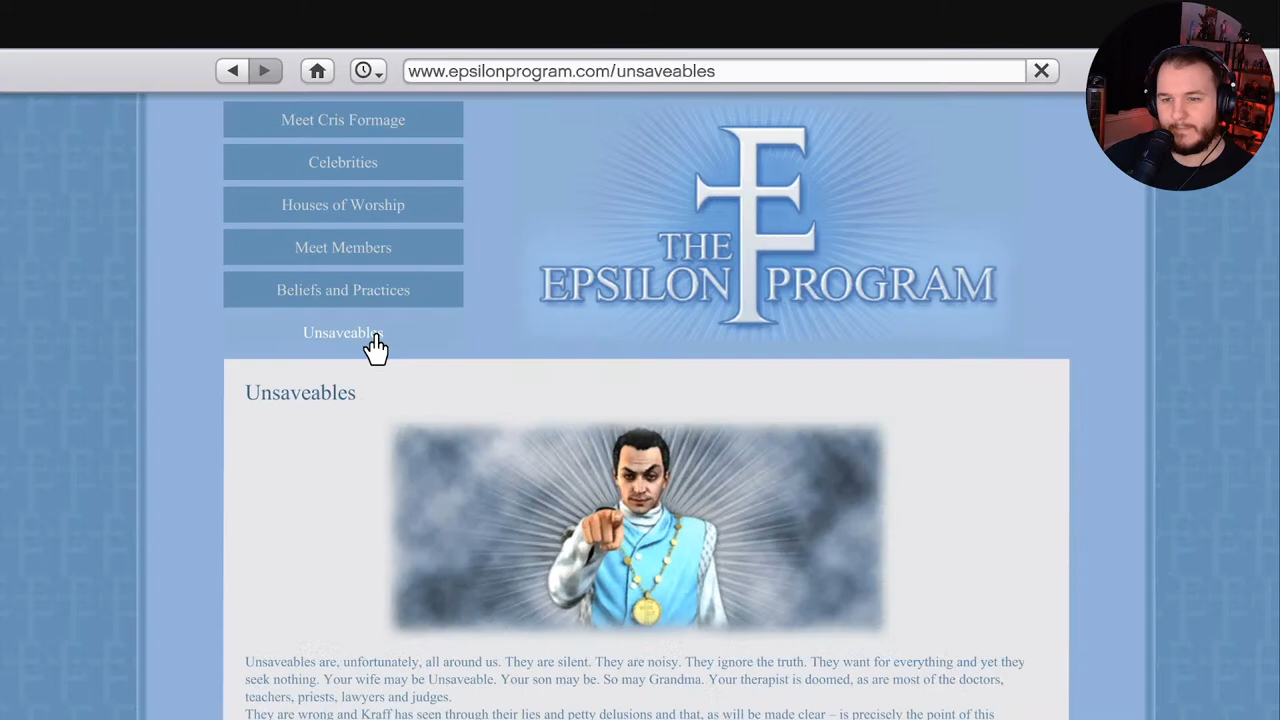 www.epsilonprogram.com/unsaveables
Meet Cris Formage
Celebrities
Houses of Worship
Meet Members
Beliefs and Practices
Unsaveables
THE
EPSILON PROGRAM
Unsaveables
Unsaveables are, unfortunately, all around us. They are silent. They are noisy. They ignore the truth. They want for everything and yet they
seek nothing. Your wife may be Unsaveable. Your son may be. So may Grandma. Your therapist is doomed, as are most of the doctors,
teachers, priests, lawyers and judges.
They are wrong and Kraff has seen through their lies and petty delusions and that, as will be made clear – is precisely the point of this